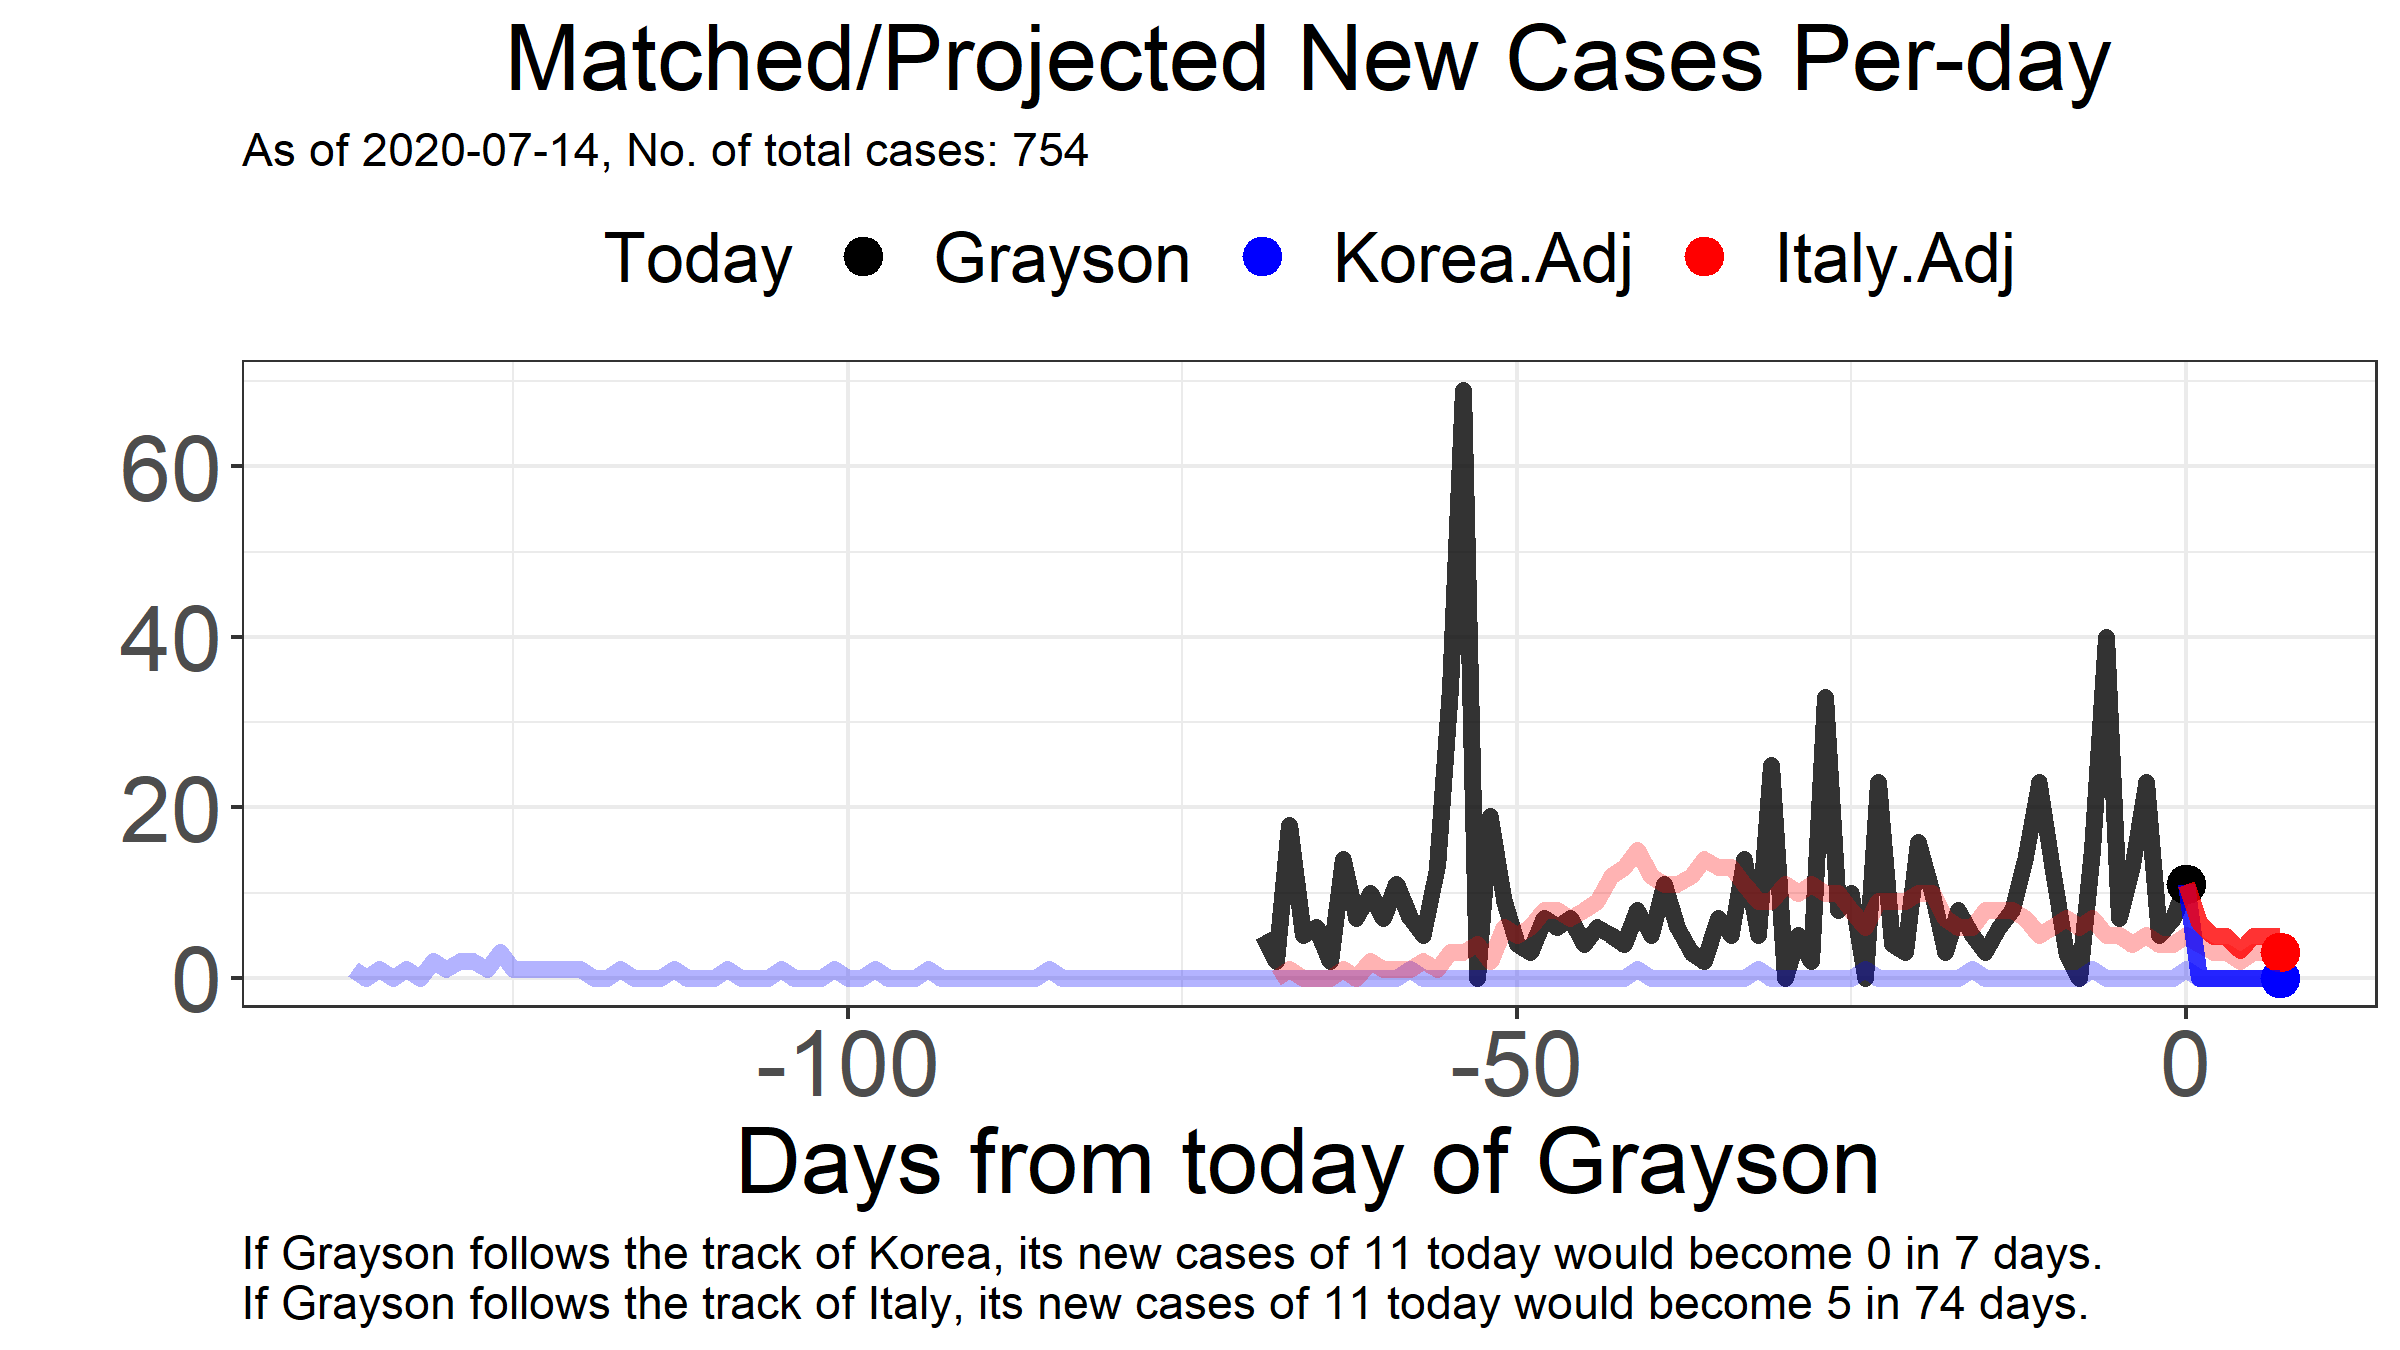 Matched/Projected New Cases Per-day
As of 2020-07-14, No. of total cases: 754
Today Grayson Korea.Adj Italy.Adj
60
40
20
0
-100 -50 0
Days from today of Grayson
If Grayson follows the track of Korea, its new cases of 11 today would become 0 in 7 days.
If Grayson follows the track of Italy, its new cases of 11 today would become 5 in 74 days.